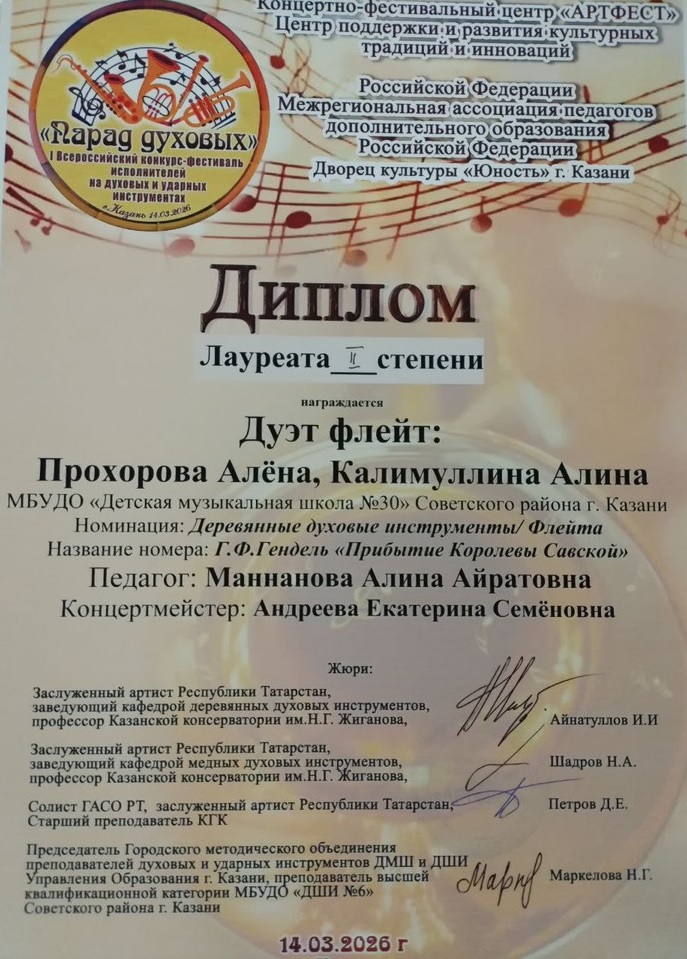 Концертно-фестивальный центр «АРТФЕСТ»
Центр поддержки и развития культурных
традиций и инноваций
Российской Федерации
Межрегиональная ассоциация педагогов
дополнительного образования
Российской Федерации
Дворец культуры «Юность» г. Казани
«Парад духовых»
I Всероссийский конкурс-фестиваль
исполнителей
на духовых и ударных
инструментах
г.Казань 14.03.2026
Диплом
Лауреата II степени
награждается
Дуэт флейт:
Прохорова Алёна, Калимуллина Алина
МБУДО «Детская музыкальная школа №30» Советского района г. Казани
Номинация: Деревянные духовые инструменты/ Флейта
Название номера: Г.Ф.Гендель «Прибытие Королевы Савской»
Педагог: Маннанова Алина Айратовна
Концертмейстер: Андреева Екатерина Семёновна
Жюри:
Заслуженный артист Республики Татарстан,
заведующий кафедрой деревянных духовых инструментов,
профессор Казанской консерватории им.Н.Г. Жиганова,
Айнатуллов И.И
Заслуженный артист Республики Татарстан,
заведующий кафедрой медных духовых инструментов,
профессор Казанской консерватории им.Н.Г. Жиганова,
Шадров Н.А.
Солист ГАСО РТ, заслуженный артист Республики Татарстан,
Старший преподаватель КГК
Петров Д.Е.
Председатель Городского методического объединения
преподавателей духовых и ударных инструментов ДМШ и ДШИ
Управления Образования г. Казани, преподаватель высшей
квалификационной категории МБУДО «ДШИ №6»
Советского района г. Казани
Маркелова Н.Г.
14.03.2026 г